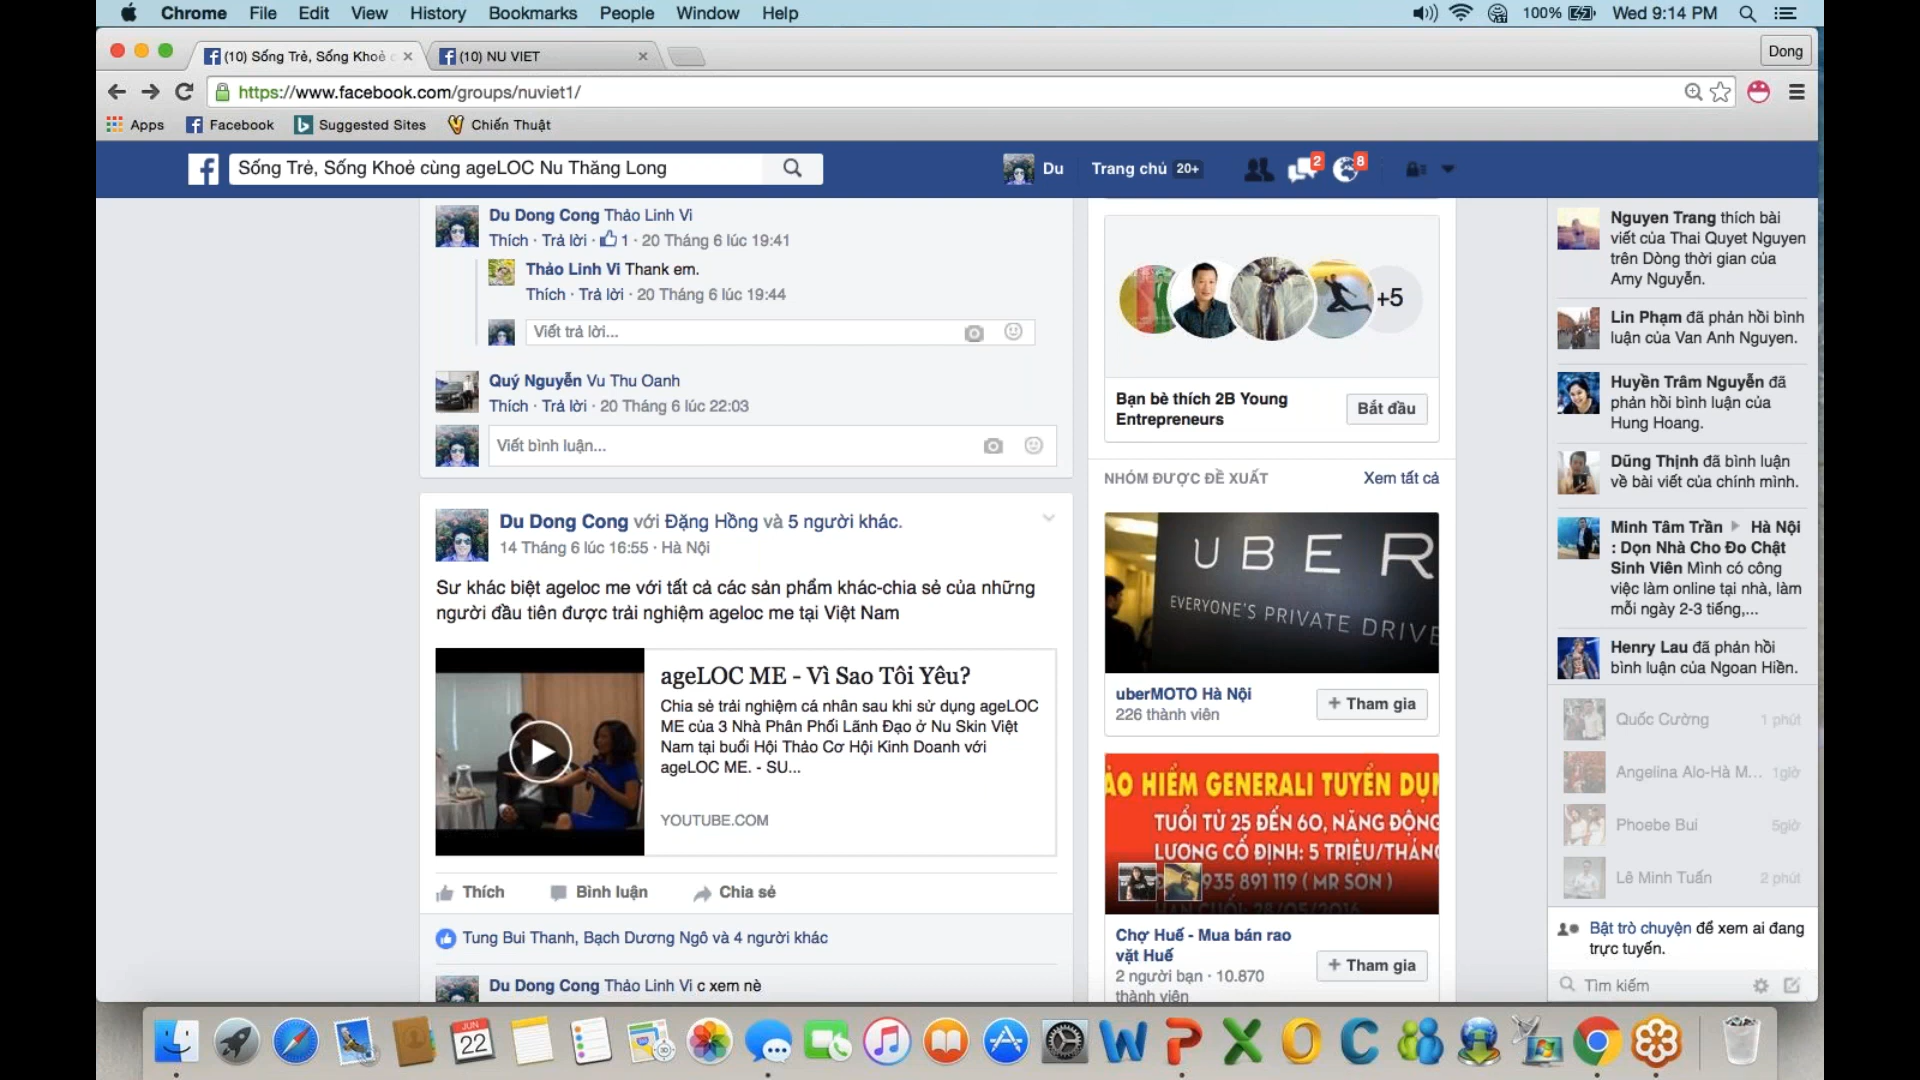 Chrome File Edit View History Bookmarks People Window Help 100% Wed 9:14 PM
(10) Sống Trẻ, Sống Khoẻ c (10) NU VIET Dong
https://www.facebook.com/groups/nuviet1/
Apps Facebook Suggested Sites Chiến Thuật
Sống Trẻ, Sống Khoẻ cùng ageLOC Nu Thăng Long Du Trang chủ 20+ 2 8
Du Dong Cong Thảo Linh Vi
Thích · Trả lời · 1 · 20 Tháng 6 lúc 19:41
Thảo Linh Vi Thank em.
Thích · Trả lời · 20 Tháng 6 lúc 19:44
Viết trả lời...
Quý Nguyễn Vu Thu Oanh
Thích · Trả lời · 20 Tháng 6 lúc 22:03
Viết bình luận...
Du Dong Cong với Đặng Hồng và 5 người khác.
14 Tháng 6 lúc 16:55 · Hà Nội
Sư khác biệt ageloc me với tất cả các sản phẩm khác-chia sẻ của những
người đầu tiên được trải nghiệm ageloc me tại Việt Nam
ageLOC ME - Vì Sao Tôi Yêu?
Chia sẻ trải nghiệm cá nhân sau khi sử dụng ageLOC
ME của 3 Nhà Phân Phối Lãnh Đạo ở Nu Skin Việt
Nam tại buổi Hội Thảo Cơ Hội Kinh Doanh với
ageLOC ME. - SU...
YOUTUBE.COM
Thích Bình luận Chia sẻ
Tung Bui Thanh, Bạch Dương Ngô và 4 người khác
Du Dong Cong Thảo Linh Vi c xem nè
+5
Bạn bè thích 2B Young
Entrepreneurs
Bắt đầu
NHÓM ĐƯỢC ĐỀ XUẤT Xem tất cả
UBER
EVERYONE'S PRIVATE DRIVE
uberMOTO Hà Nội
226 thành viên
+ Tham gia
ẢO HIỂM GENERALI TUYỂN DỤN
TUỔI TỪ 25 ĐẾN 60, NĂNG ĐỘNG
LƯƠNG CỐ ĐỊNH: 5 TRIỆU/THÁNG
935 891 119 ( MR SƠN )
28/05/2016
Chợ Huế - Mua bán rao
vặt Huế
2 người bạn · 10.870
thành viên
+ Tham gia
Nguyen Trang thích bài
viết của Thai Quyet Nguyen
trên Dòng thời gian của
Amy Nguyễn.
Lin Phạm đã phản hồi bình
luận của Van Anh Nguyen.
Huyền Trâm Nguyễn đã
phản hồi bình luận của
Hung Hoang.
Dũng Thịnh đã bình luận
về bài viết của chính mình.
Minh Tâm Trần Hà Nội
: Dọn Nhà Cho Đo Chật
Sinh Viên Mình có công
việc làm online tại nhà, làm
mỗi ngày 2-3 tiếng,...
Henry Lau đã phản hồi
bình luận của Ngoan Hiền.
Quốc Cường 1 phút
Angelina Alo-Hà M... 1giờ
Phoebe Bui 5giờ
Lê Minh Tuấn 2 phút
Bật trò chuyện để xem ai đang
trực tuyến.
Tìm kiếm
JUN
22